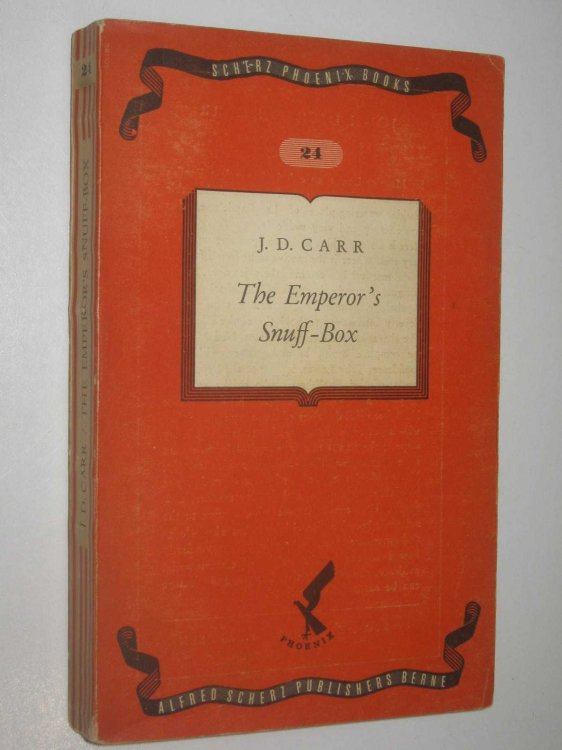 SCHERZ PHOENIX BOOKS
24
J. D. CARR
The Emperor's
Snuff-Box
PHOENIX
ALFRED SCHERZ PUBLISHERS BERNE
24
J. D. CARR THE EMPEROR'S SNUFF-BOX